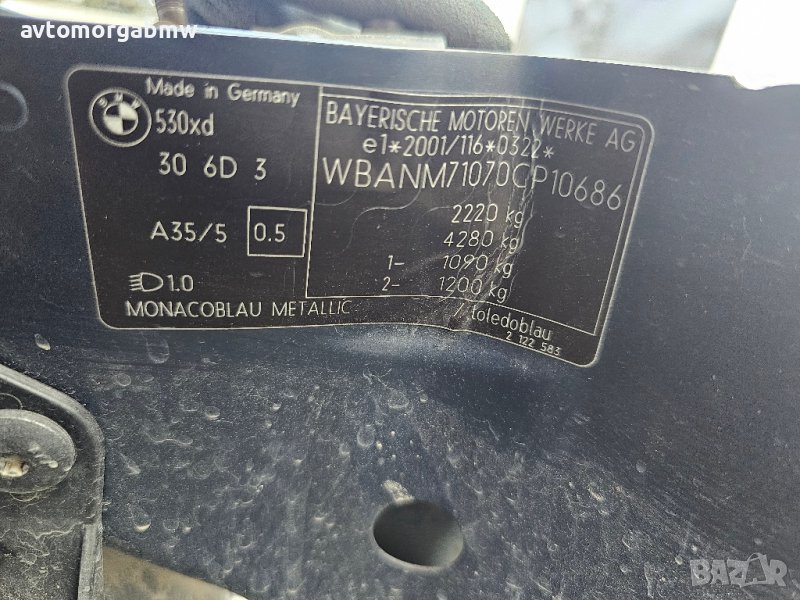 avtomorgabmw
BMW
Made in Germany
530xd
30 6D 3
A35/5 0.5
1.0
MONACOBLAU METALLIC
BAYERISCHE MOTOREN WERKE AG
e1*2001/116*0322*
WBANM71070CP10686
2220 kg
4280 kg
1- 1090 kg
2- 1200 kg
toledoblau
2 122 583
BAZAR